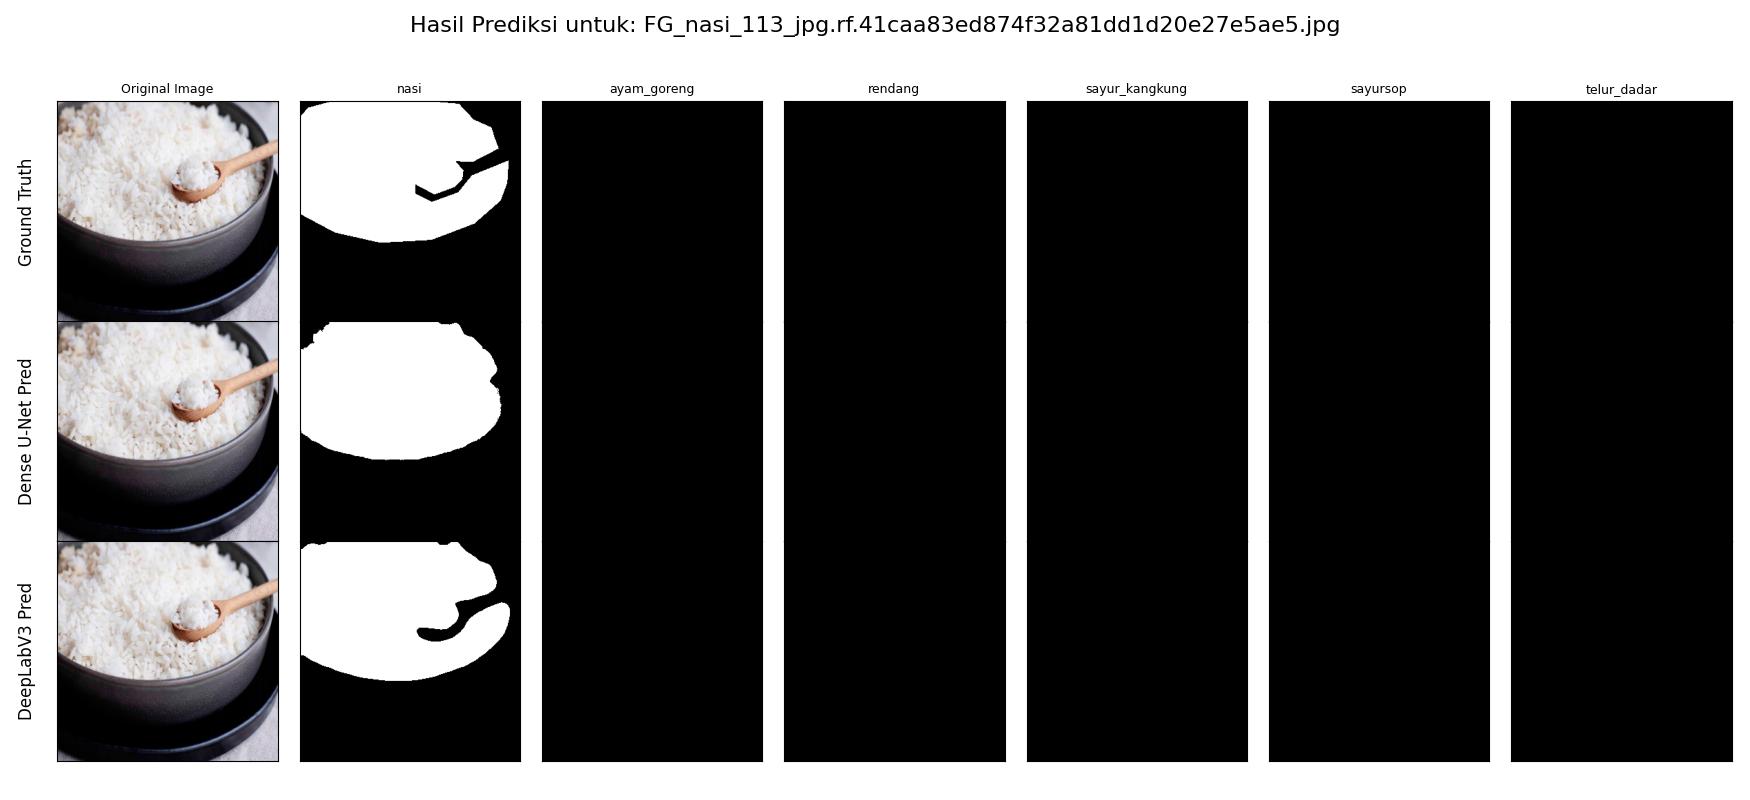 Hasil Prediksi untuk: FG_nasi_113_jpg.rf.41caa83ed874f32a81dd1d20e27e5ae5.jpg
Original Image nasi ayam_goreng rendang sayur_kangkung sayursop telur_dadar
Ground Truth
Dense U-Net Pred
DeepLabV3 Pred